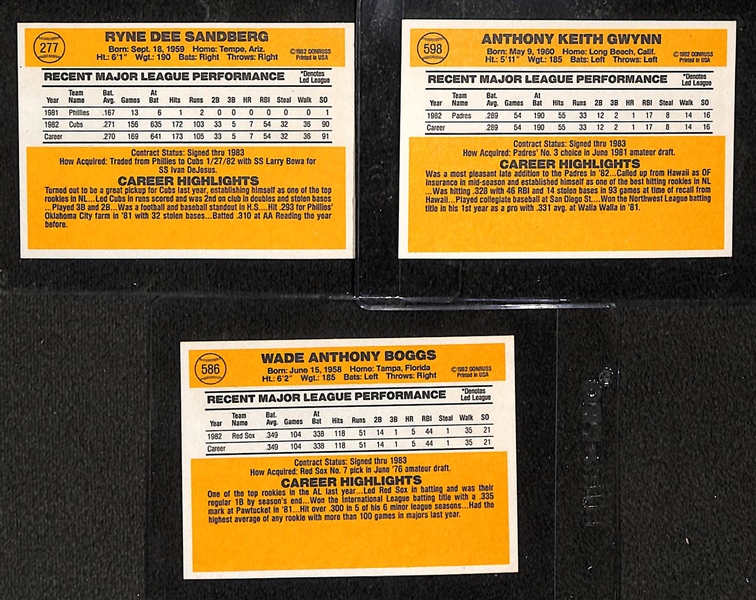 277
RYNE DEE SANDBERG
Born: Sept. 18, 1959 Home: Tempe, Ariz.
Ht.: 6'1" Wgt.: 190 Bats: Right Throws: Right
©1982 DONRUSS
Printed in USA
RECENT MAJOR LEAGUE PERFORMANCE
*Denotes
Led League
Year Team Name Bat. Avg. Games At Bat Hits Runs 2B 3B HR RBI Steal Walk SO
1981 Phillies .167 13 6 1 2 0 0 0 0 0 0 1
1982 Cubs .271 156 635 172 103 33 5 7 54 32 36 90
Career .270 169 641 173 105 33 5 7 54 32 36 91
Contract Status: Signed thru 1983
How Acquired: Traded from Phillies to Cubs 1/27/82 with SS Larry Bowa for
SS Ivan DeJesus.
CAREER HIGHLIGHTS
Turned out to be a great pickup for Cubs last year, establishing himself as one of the top
rookies in NL...Led Cubs in runs scored and was 2nd on club in doubles and stolen bases
...Played 3B and 2B...Was a football and baseball standout in H.S....Hit .293 for Phillies'
Oklahoma City farm in '81 with 32 stolen bases...Batted .310 at AA Reading the year
before.
598
ANTHONY KEITH GWYNN
Born: May 9, 1960 Home: Long Beach, Calif.
Ht.: 5'11" Wgt.: 185 Bats: Left Throws: Left
©1982 DONRUSS
Printed in USA
RECENT MAJOR LEAGUE PERFORMANCE
*Denotes
Led League
Year Team Name Bat. Avg. Games At Bat Hits Runs 2B 3B HR RBI Steal Walk SO
1982 Padres .289 54 190 55 33 12 2 1 17 8 14 16
Career .289 54 190 55 33 12 2 1 17 8 14 16
Contract Status: Signed thru 1983
How Acquired: Padres' No. 3 choice in June 1981 amateur draft.
CAREER HIGHLIGHTS
Was a most pleasant late addition to the Padres in '82...Called up from Hawaii as OF
insurance in mid-season and established himself as one of the best hitting rookies in NL
...Was hitting .328 with 46 RBI and 14 stolen bases in 93 games at time of recall from
Hawaii...Played collegiate baseball at San Diego St....Won the Northwest League batting
title in his 1st year as a pro with .331 avg. at Walla Walla in '81.
586
WADE ANTHONY BOGGS
Born: June 15, 1958 Home: Tampa, Florida
Ht.: 6'2" Wgt.: 185 Bats: Left Throws: Right
©1982 DONRUSS
Printed in USA
RECENT MAJOR LEAGUE PERFORMANCE
*Denotes
Led League
Year Team Name Bat. Avg. Games At Bat Hits Runs 2B 3B HR RBI Steal Walk SO
1982 Red Sox .349 104 338 118 51 14 1 5 44 1 35 21
Career .349 104 338 118 51 14 1 5 44 1 35 21
Contract Status: Signed thru 1983
How Acquired: Red Sox No. 7 pick in June '76 amateur draft.
CAREER HIGHLIGHTS
One of the top rookies in the AL last year...Led Red Sox in batting and was their
regular 1B by season's end...Won the International League batting title with a .335
mark at Pawtucket in '81...Hit over .300 in 5 of his 6 minor league seasons...Had the
highest average of any rookie with more than 100 games in majors last year.